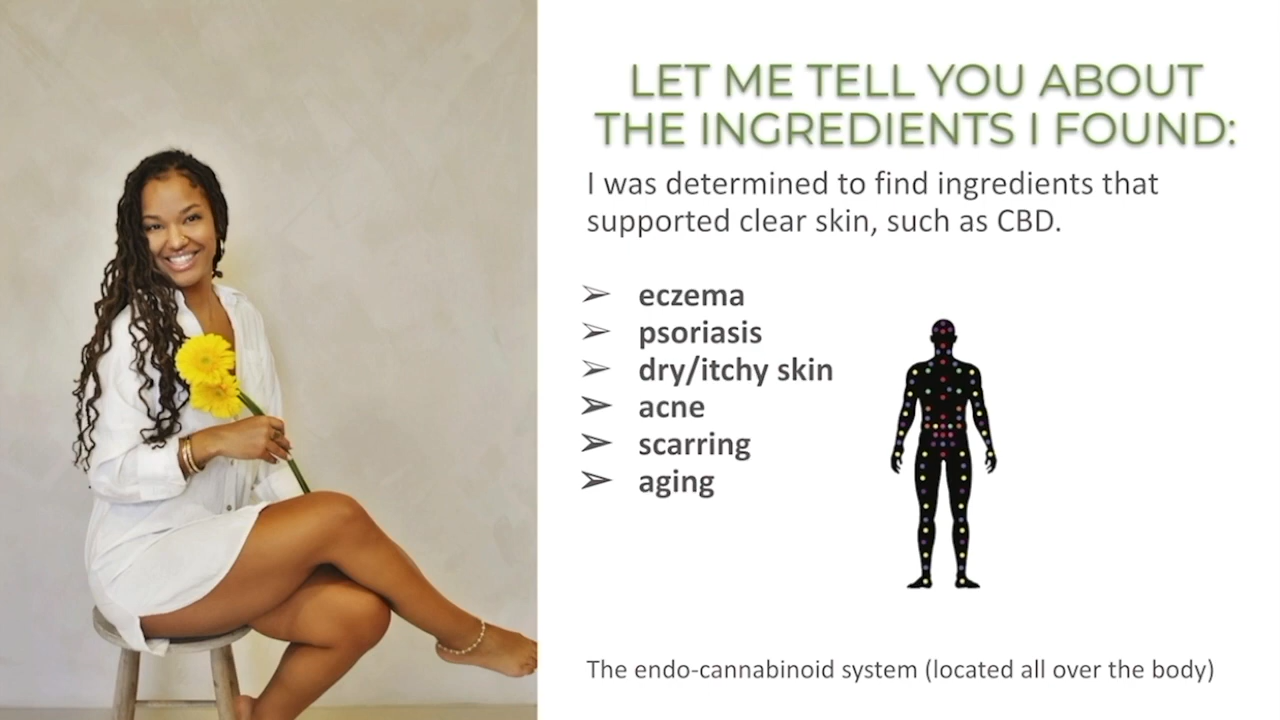 LET ME TELL YOU ABOUT
THE INGREDIENTS I FOUND:
I was determined to find ingredients that
supported clear skin, such as CBD.
➢ eczema
➢ psoriasis
➢ dry/itchy skin
➢ acne
➢ scarring
➢ aging
The endo-cannabinoid system (located all over the body)